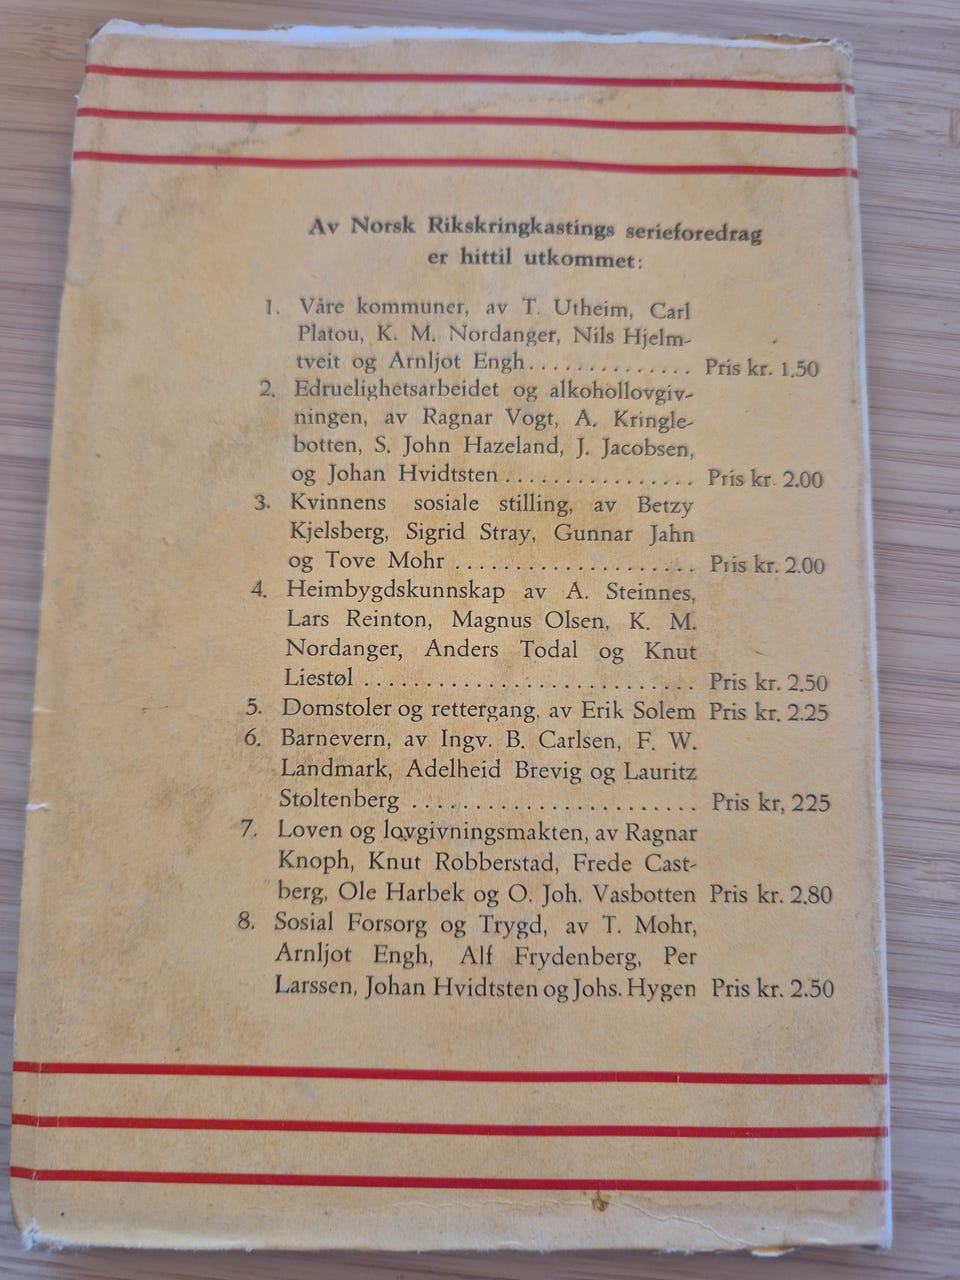 Av Norsk Rikskringkastings serieforedrag
er hittil utkommet:
1. Våre kommuner, av T. Utheim, Carl
Platou, K. M. Nordanger, Nils Hjelm-
tveit og Arnljot Engh. . . . . . . . . . . . . . Pris kr. 1.50
2. Edruelighetsarbeidet og alkohollovgiv-
ningen, av Ragnar Vogt, A. Kringle-
botten, S. John Hazeland, J. Jacobsen,
og Johan Hvidtsten . . . . . . . . . . . . . . . . Pris kr. 2.00
3. Kvinnens sosiale stilling, av Betzy
Kjelsberg, Sigrid Stray, Gunnar Jahn
og Tove Mohr . . . . . . . . . . . . . . . . . . . . Pris kr. 2.00
4. Heimbygdskunnskap av A. Steinnes,
Lars Reinton, Magnus Olsen, K. M.
Nordanger, Anders Todal og Knut
Liestøl . . . . . . . . . . . . . . . . . . . . . . . . . . . Pris kr. 2.50
5. Domstoler og rettergang, av Erik Solem Pris kr. 2.25
6. Barnevern, av Ingv. B. Carlsen, F. W.
Landmark, Adelheid Brevig og Lauritz
Stoltenberg . . . . . . . . . . . . . . . . . . . . . . . Pris kr, 225
7. Loven og lovgivningsmakten, av Ragnar
Knoph, Knut Robberstad, Frede Cast-
berg, Ole Harbek og O. Joh. Vasbotten Pris kr. 2.80
8. Sosial Forsorg og Trygd, av T. Mohr,
Arnljot Engh, Alf Frydenberg, Per
Larssen, Johan Hvidtsten og Johs. Hygen Pris kr. 2.50